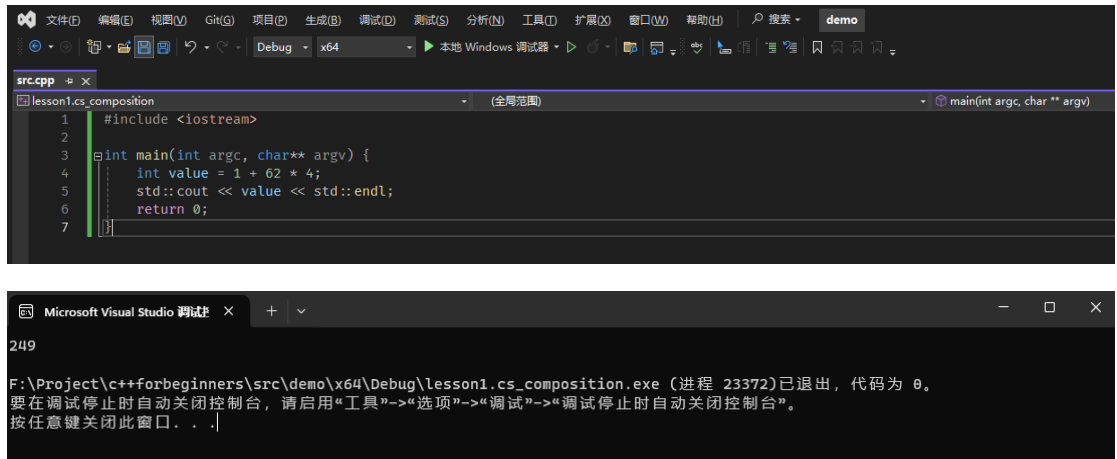 文件(F) 编辑(E) 视图(V) Git(G) 项目(P) 生成(B) 调试(D) 测试(S) 分析(N) 工具(T) 扩展(X) 窗口(W) 帮助(H) 搜索 demo
Debug x64 本地 Windows 调试器
src.cpp
lesson1.cs_composition (全局范围) main(int argc, char ** argv)
1 #include <iostream>
2
3 int main(int argc, char** argv) {
4 int value = 1 + 62 * 4;
5 std::cout << value << std::endl;
6 return 0;
7 }
Microsoft Visual Studio 调试
249
F:\Project\c++forbeginners\src\demo\x64\Debug\lesson1.cs_composition.exe (进程 23372)已退出，代码为 0。
要在调试停止时自动关闭控制台，请启用“工具”->“选项”->“调试”->“调试停止时自动关闭控制台”。
按任意键关闭此窗口. . .